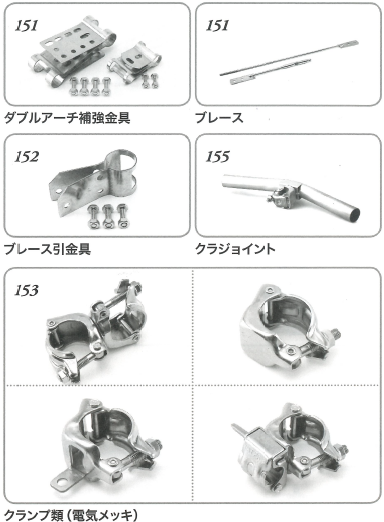 151
151
ダブルアーチ補強金具
ブレース
152
155
ブレース引金具
クラジョイント
153
クランプ類（電気メッキ）